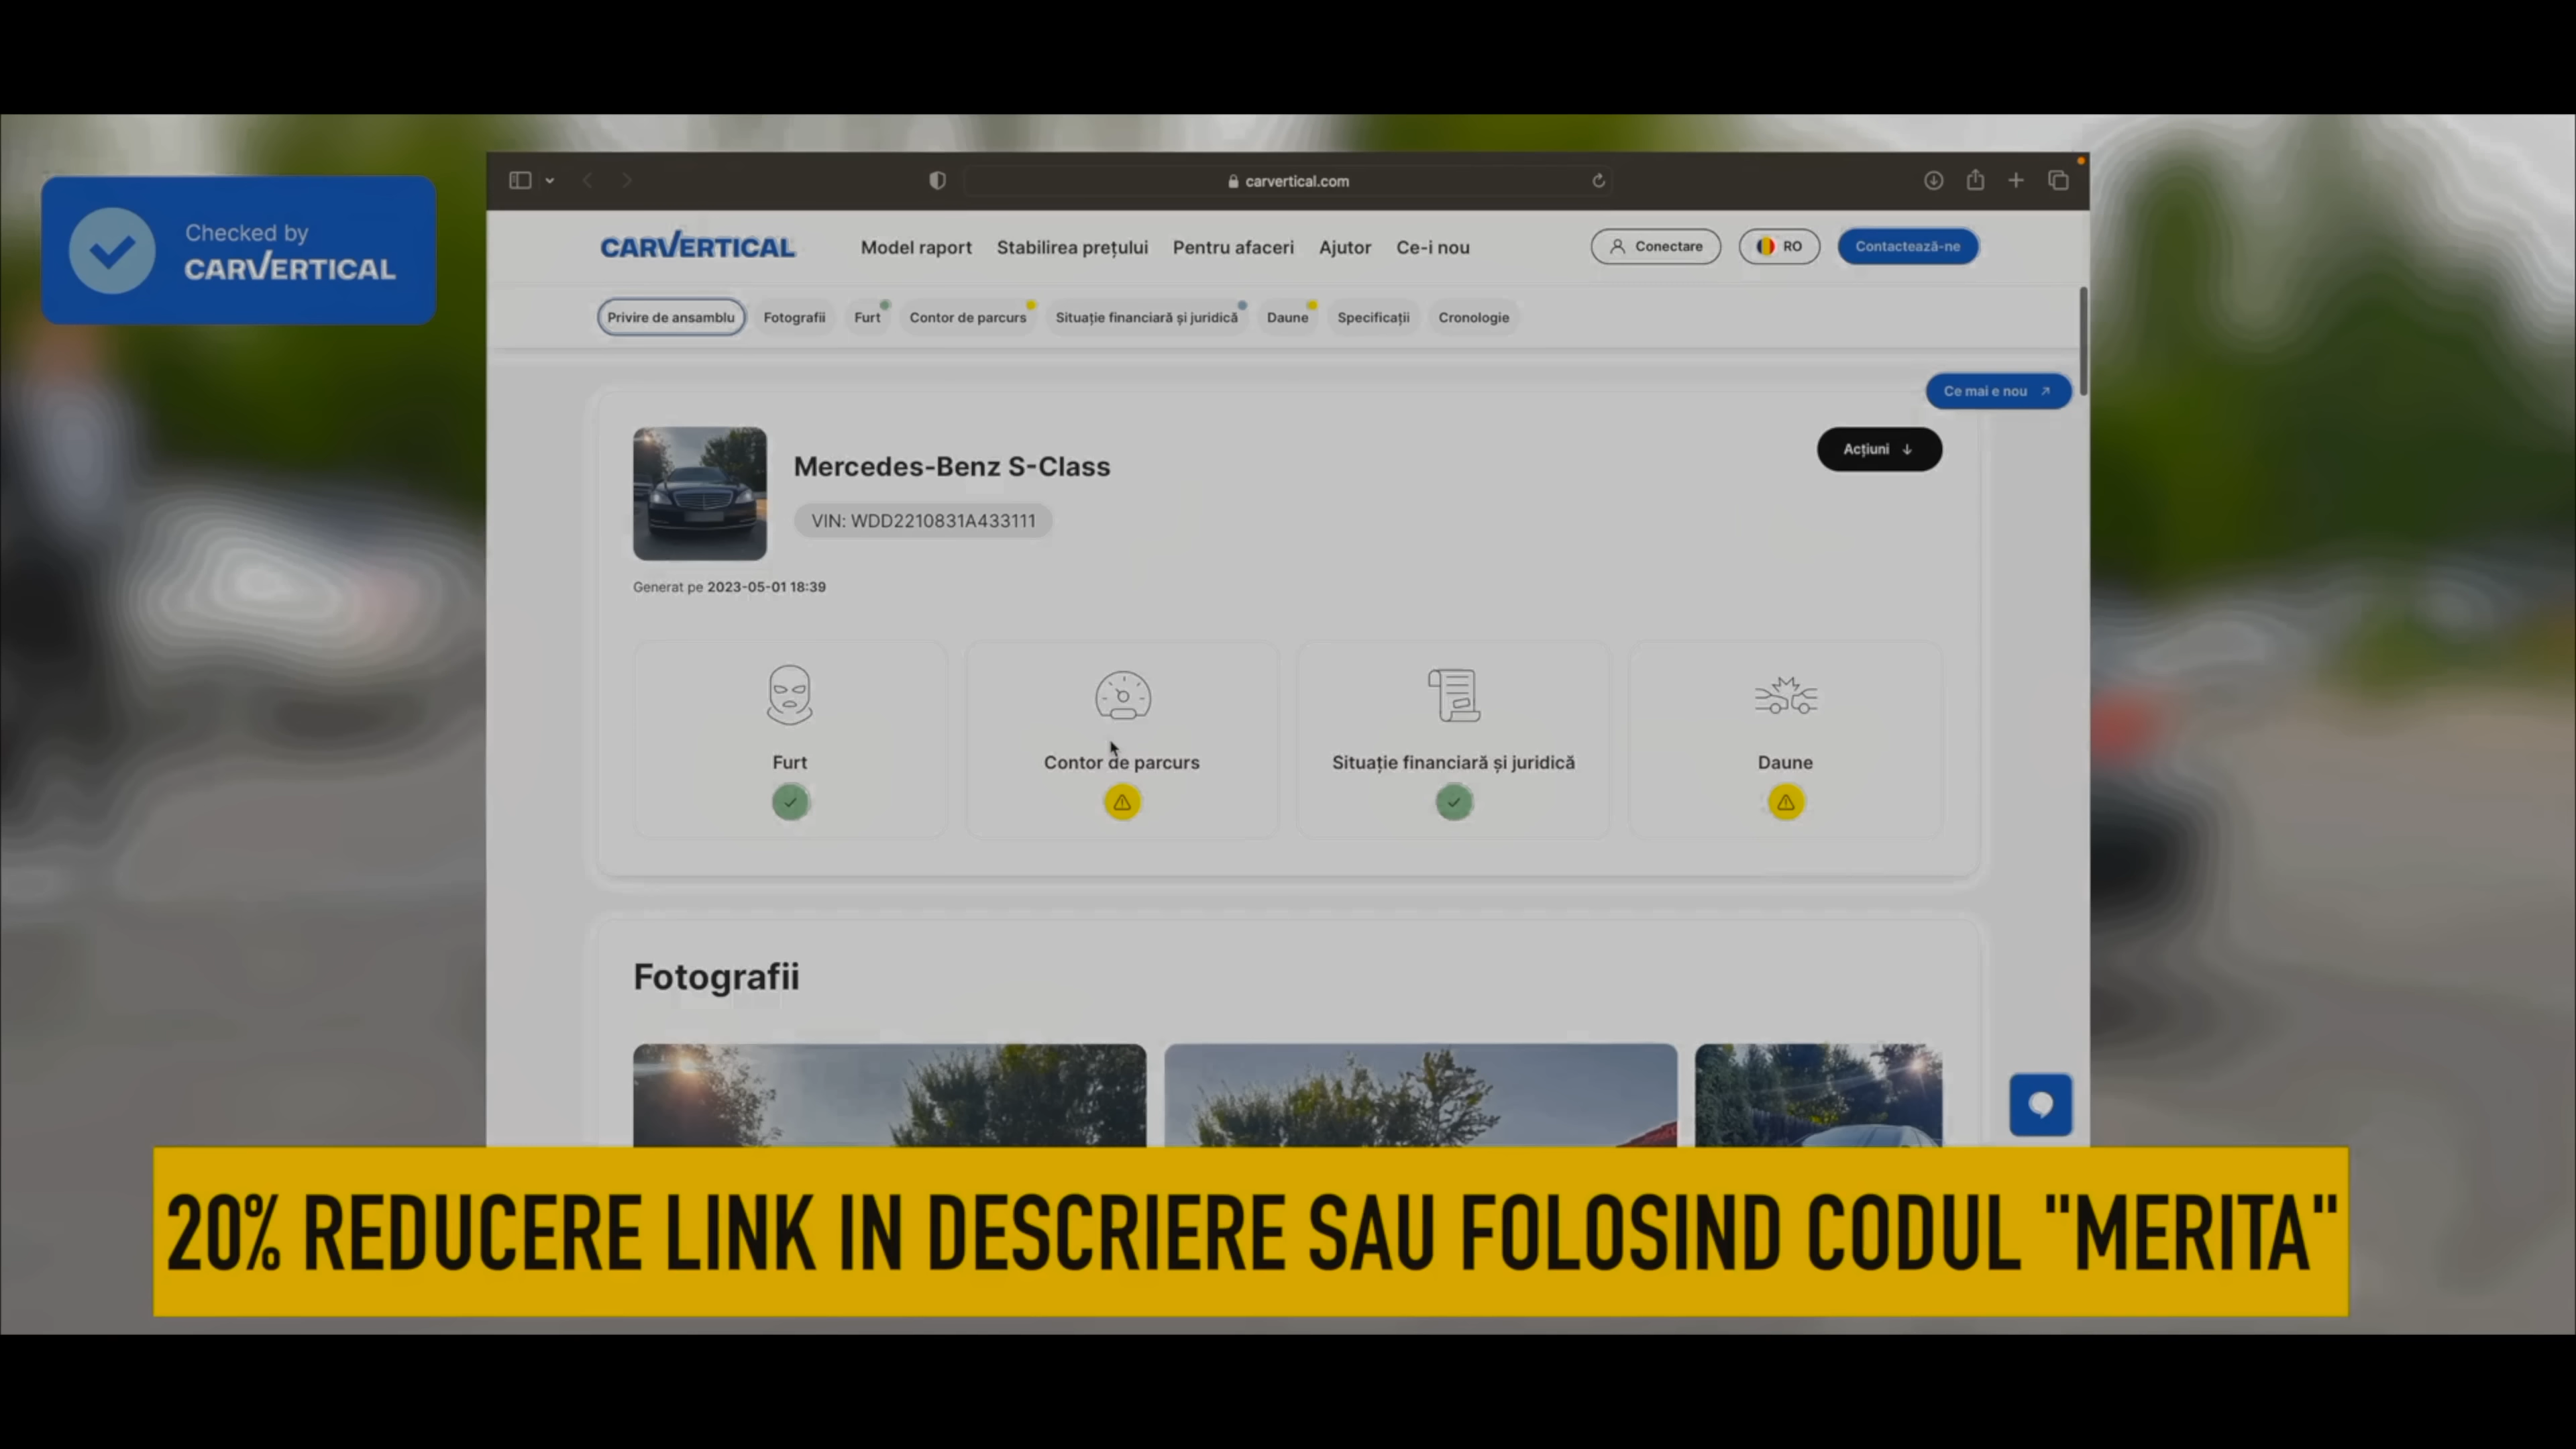 Checked by
CARVERTICAL
carvertical.com
CARVERTICAL
Model raport
Stabilirea prețului
Pentru afaceri
Ajutor
Ce-i nou
Conectare
RO
Contactează-ne
Privire de ansamblu
Fotografii
Furt
Contor de parcurs
Situație financiară și juridică
Daune
Specificații
Cronologie
Ce mai e nou
Mercedes-Benz S-Class
Acțiuni
VIN: WDD2210831A433111
Generat pe 2023-05-01 18:39
Furt
Contor de parcurs
Situație financiară și juridică
Daune
Fotografii
20% REDUCERE LINK IN DESCRIERE SAU FOLOSIND CODUL "MERITA"